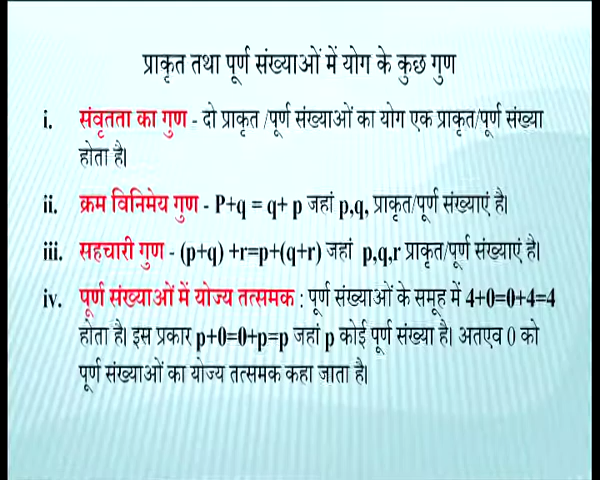 प्राकृत तथा पूर्ण संख्याओं में योग के कुछ गुण
i. संवृतता का गुण - दो प्राकृत /पूर्ण संख्याओं का योग एक प्राकृत/पूर्ण संख्या
होता है।
ii. क्रम विनिमेय गुण - P+q = q+ p जहां p,q, प्राकृत/पूर्ण संख्याएं है।
iii. सहचारी गुण - (p+q) +r=p+(q+r) जहां p,q,r प्राकृत/पूर्ण संख्याएं है।
iv. पूर्ण संख्याओं में योज्य तत्समक : पूर्ण संख्याओं के समूह में 4+0=0+4=4
होता है। इस प्रकार p+0=0+p=p जहां p कोई पूर्ण संख्या है। अतएव 0 को
पूर्ण संख्याओं का योज्य तत्समक कहा जाता है।